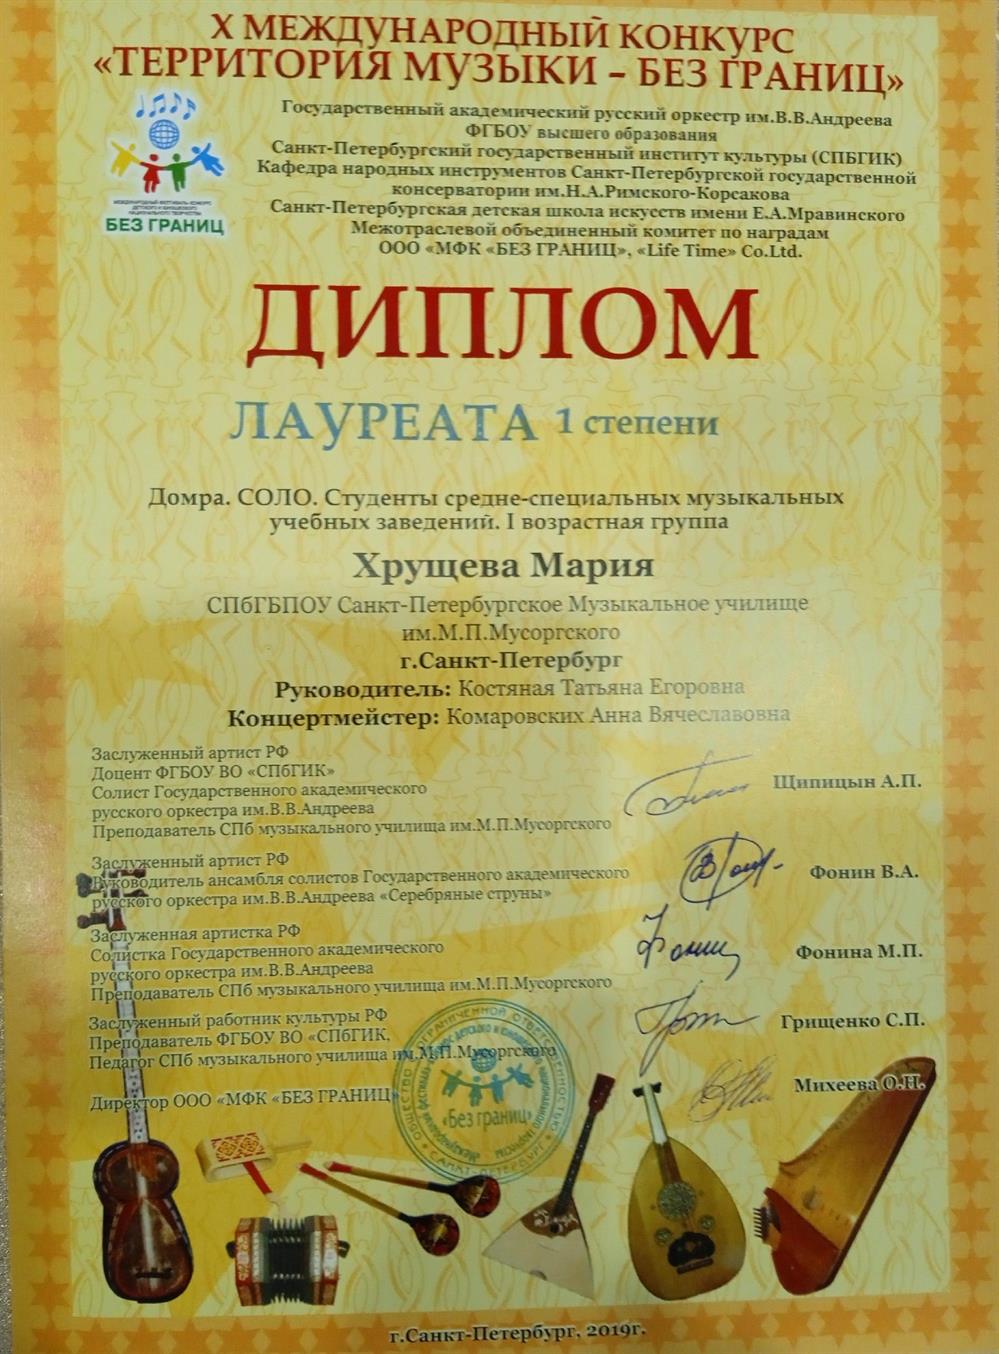 X МЕЖДУНАРОДНЫЙ КОНКУРС
«ТЕРРИТОРИЯ МУЗЫКИ – БЕЗ ГРАНИЦ»
Государственный академический русский оркестр им.В.В.Андреева
ФГБОУ высшего образования
Санкт-Петербургский государственный институт культуры (СПБГИК)
Кафедра народных инструментов Санкт-Петербургской государственной
консерватории им.Н.А.Римского-Корсакова
Санкт-Петербургская детская школа искусств имени Е.А.Мравинского
Межотраслевой объединенный комитет по наградам
ООО «МФК «БЕЗ ГРАНИЦ», «Life Time» Co.Ltd.
МЕЖДУНАРОДНЫЙ ФЕСТИВАЛЬ-КОНКУРС
ДЕТСКОГО И ЮНОШЕСКОГО
НАЦИОНАЛЬНОГО ТВОРЧЕСТВА
БЕЗ ГРАНИЦ
ДИПЛОМ
ЛАУРЕАТА 1 степени
Домра. СОЛО. Студенты средне-специальных музыкальных
учебных заведений. I возрастная группа
Хрущева Мария
СПбГБПОУ Санкт-Петербургское Музыкальное училище
им.М.П.Мусоргского
г.Санкт-Петербург
Руководитель: Костяная Татьяна Егоровна
Концертмейстер: Комаровских Анна Вячеславовна
Заслуженный артист РФ
Доцент ФГБОУ ВО «СПбГИК»
Солист Государственного академического
русского оркестра им.В.В.Андреева
Преподаватель СПб музыкального училища им.М.П.Мусоргского
Щипицын А.П.
Заслуженный артист РФ
Руководитель ансамбля солистов Государственного академического
русского оркестра им.В.В.Андреева «Серебряные струны»
Фонин В.А.
Заслуженная артистка РФ
Солистка Государственного академического
русского оркестра им.В.В.Андреева
Преподаватель СПб музыкального училища им.М.П.Мусоргского
Фонина М.П.
Заслуженный работник культуры РФ
Преподаватель ФГБОУ ВО «СПбГИК,
Педагог СПб музыкального училища им.М.П.Мусоргского
Грищенко С.П.
Директор ООО «МФК «БЕЗ ГРАНИЦ»
Михеева О.Н.
«Без границ»
г.Санкт-Петербург, 2019г.